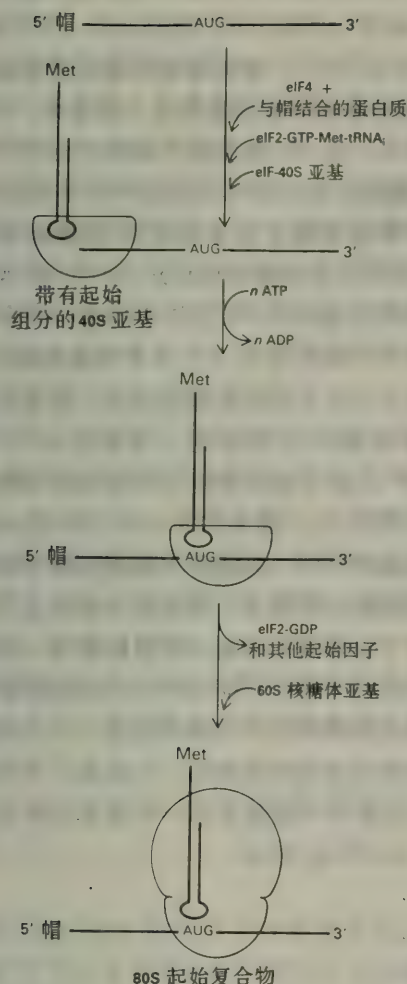 5' 帽 AUG 3'
Met
eIF4 +
与帽结合的蛋白质
eIF2-GTP-Met-tRNAi
eIF-40S 亚基
AUG 3'
带有起始
组分的40S 亚基
n ATP
n ADP
Met
5' 帽 AUG 3'
eIF2-GDP
和其他起始因子
60S 核糖体亚基
Met
5' 帽 AUG 3'
80S 起始复合物